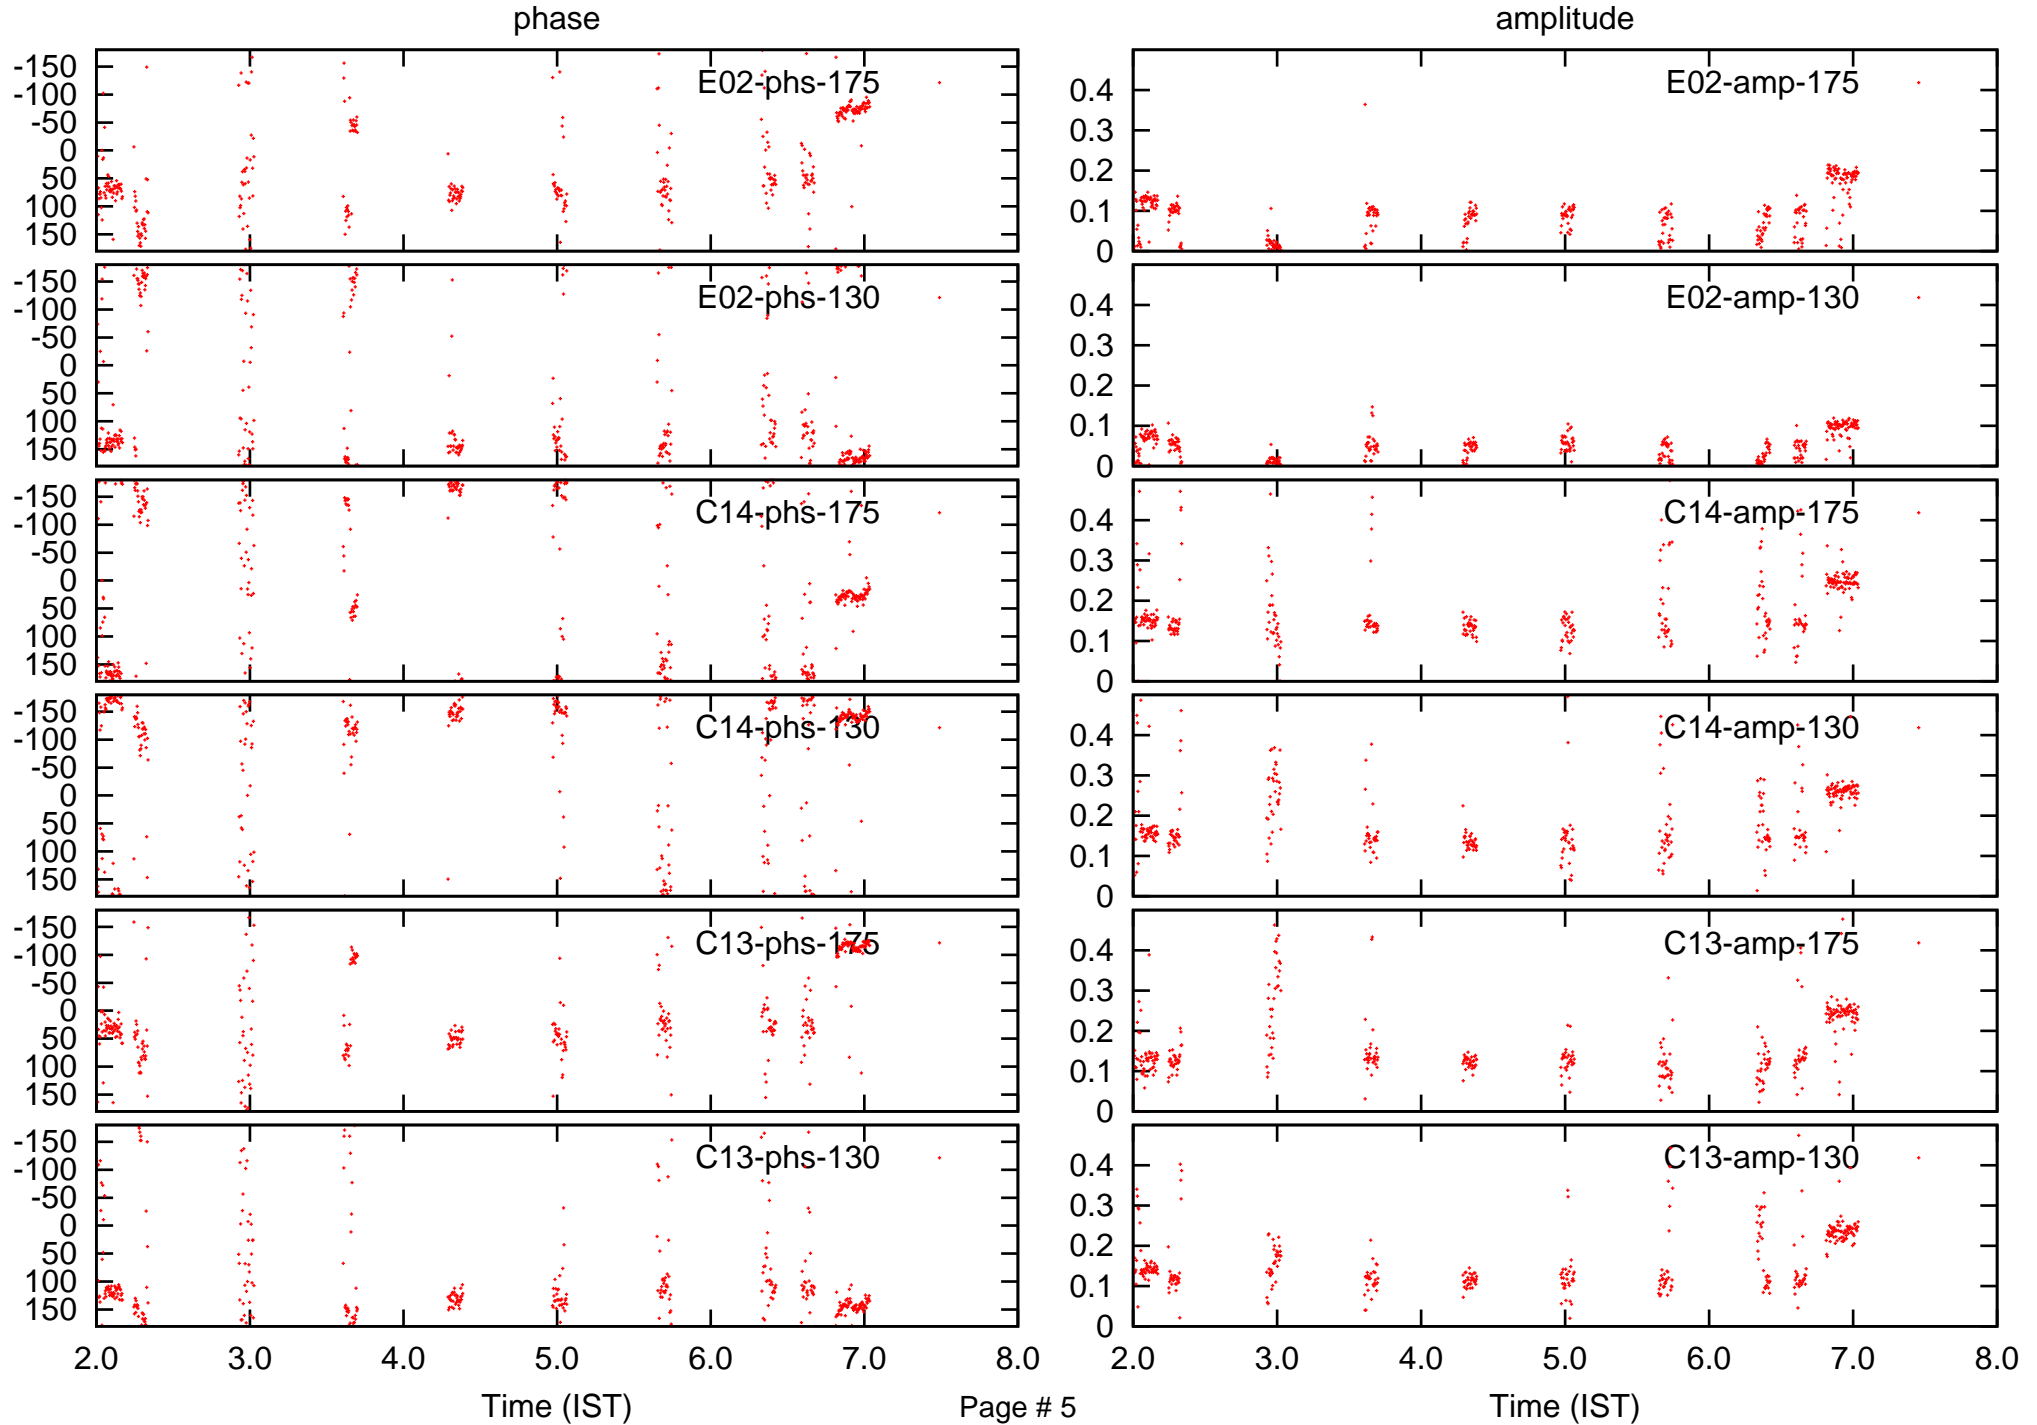 phase amplitude
-150 -100 -50 0 50 100 150 E02-phs-175 0.4 0.3 0.2 0.1 0 E02-amp-175
-150 -100 -50 0 50 100 150 E02-phs-130 0.4 0.3 0.2 0.1 0 E02-amp-130
-150 -100 -50 0 50 100 150 C14-phs-175 0.4 0.3 0.2 0.1 0 C14-amp-175
-150 -100 -50 0 50 100 150 C14-phs-130 0.4 0.3 0.2 0.1 0 C14-amp-130
-150 -100 -50 0 50 100 150 C13-phs-175 0.4 0.3 0.2 0.1 0 C13-amp-175
-150 -100 -50 0 50 100 150 C13-phs-130 0.4 0.3 0.2 0.1 0 C13-amp-130
2.0 3.0 4.0 5.0 6.0 7.0 8.0 2.0 3.0 4.0 5.0 6.0 7.0 8.0
Time (IST) Page # 5 Time (IST)